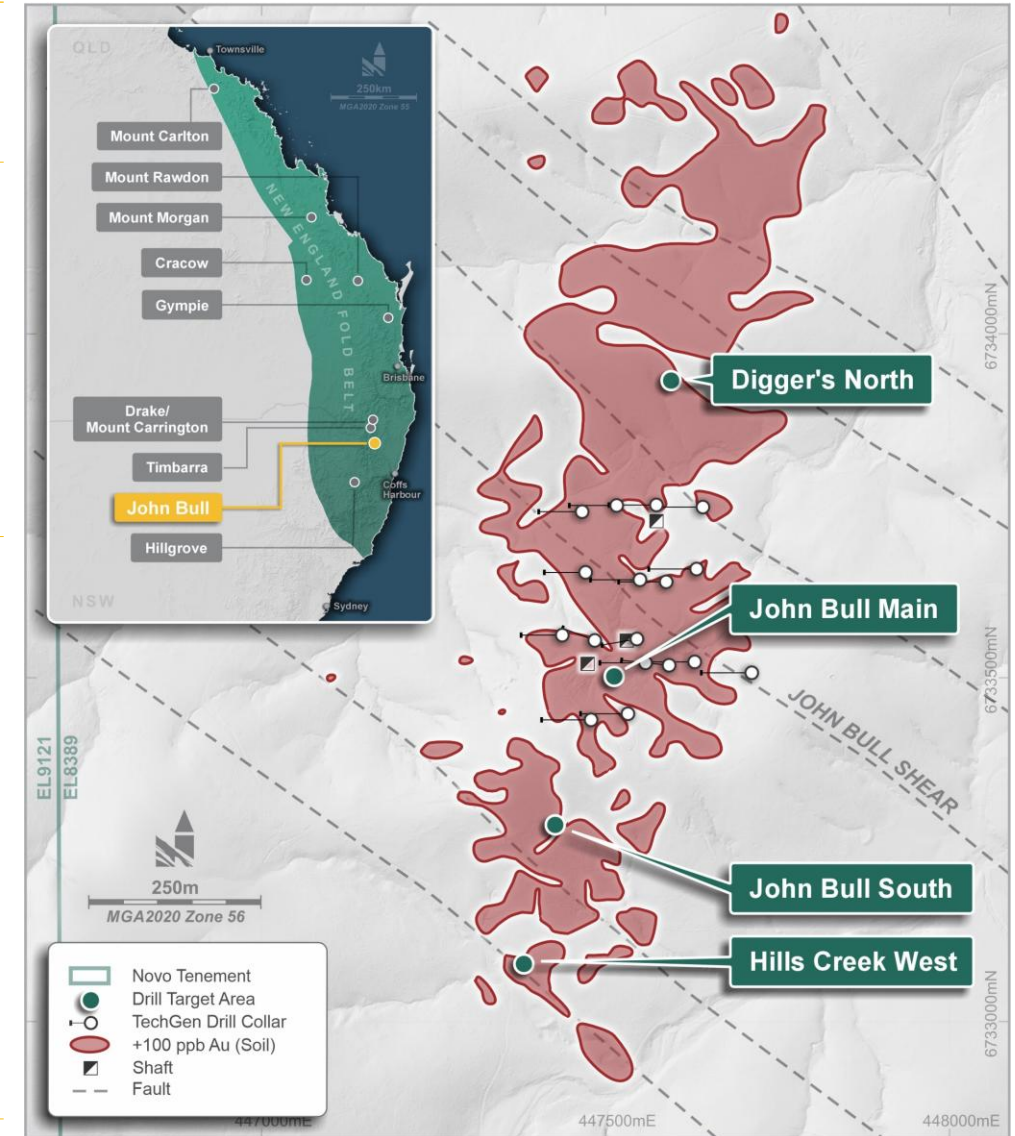 QLD
Townsville
250km
MGA2020 Zone 55
Mount Carlton
Mount Rawdon
Mount Morgan
Cracow
Gympie
NEW ENGLAND FOLD BELT
Brisbane
Drake/
Mount Carrington
Timbarra
John Bull
Coffs
Harbour
Hillgrove
NSW
Sydney
6734000mN
Digger's North
John Bull Main
6733500mN
JOHN BULL SHEAR
EL9121
EL8389
250m
MGA2020 Zone 56
John Bull South
Hills Creek West
6733000mN
Novo Tenement
Drill Target Area
TechGen Drill Collar
+100 ppb Au (Soil)
Shaft
Fault
447000mE
447500mE
448000mE